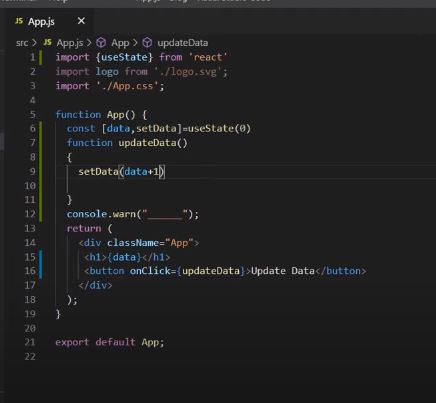 App.js
src > App.js > App > updateData
1 import {useState} from 'react'
2 import logo from './logo.svg';
3 import './App.css';
4
5 function App() {
6 const [data,setData]=useState(0)
7 function updateData()
8 {
9 setData(data+1)
10
11 }
12 console.warn("______");
13 return (
14 <div className="App">
15 <h1>{data}</h1>
16 <button onClick={updateData}>Update Data</button>
17 </div>
18 );
19 }
20
21 export default App;
22